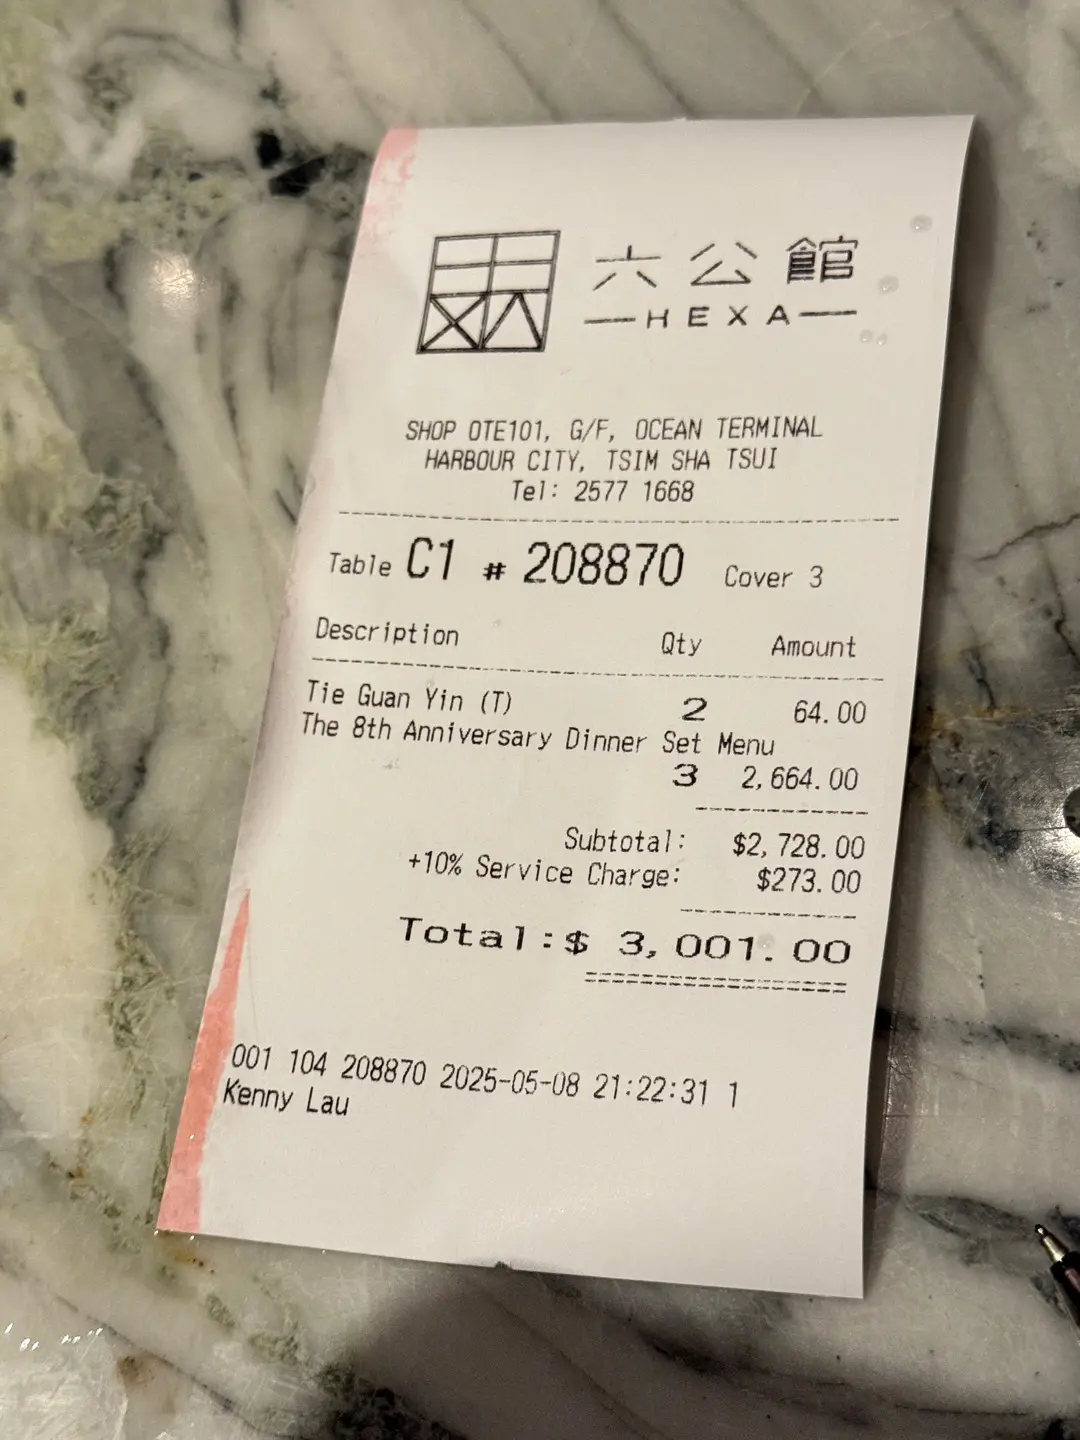 六公館
HEXA
SHOP OTE101, G/F, OCEAN TERMINAL
HARBOUR CITY, TSIM SHA TSUI
Tel: 2577 1668
Table C1 # 208870 Cover 3
Description Qty Amount
Tie Guan Yin (T) 2 64.00
The 8th Anniversary Dinner Set Menu
3 2,664.00
Subtotal: $2,728.00
+10% Service Charge: $273.00
Total:$ 3,001.00
001 104 208870 2025-05-08 21:22:31 1
Kenny Lau